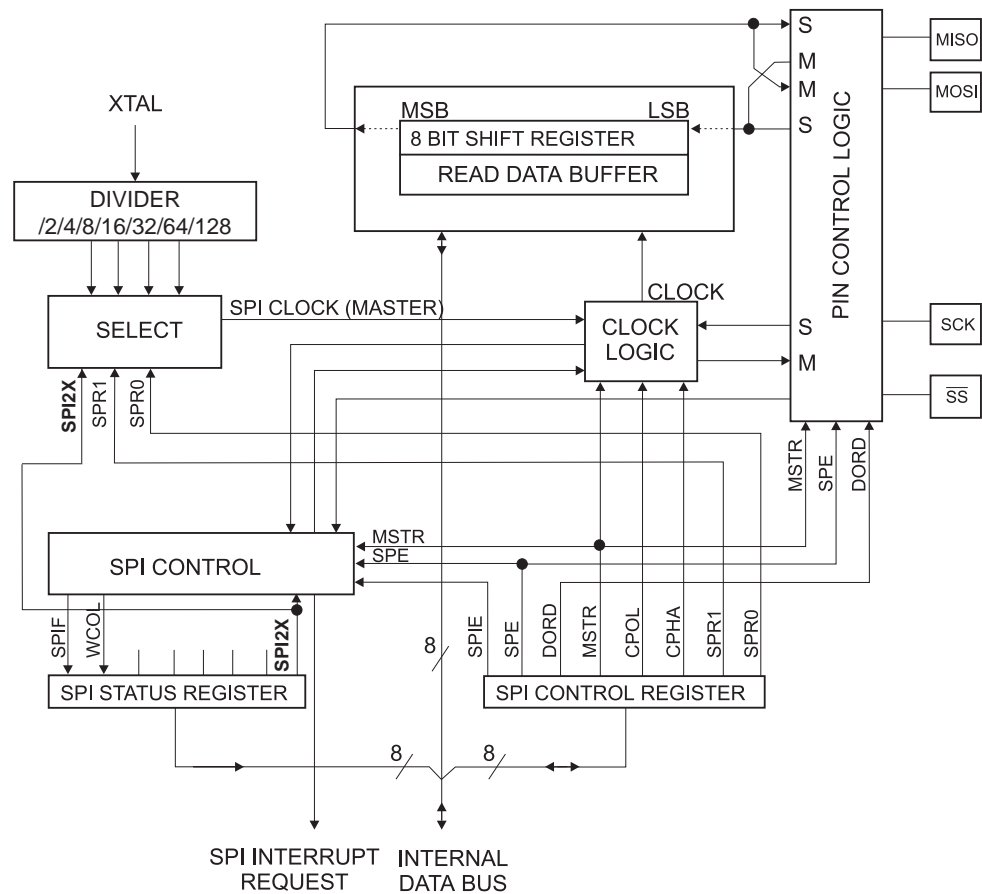 S
MISO
M
M
MOSI
XTAL
MSB
LSB
S
8 BIT SHIFT REGISTER
READ DATA BUFFER
PIN CONTROL LOGIC
DIVIDER
/2/4/8/16/32/64/128
SPI CLOCK (MASTER)
CLOCK
SELECT
CLOCK
LOGIC
S
M
SCK
SS
SPI2X
SPR1
SPR0
MSTR
SPE
DORD
MSTR
SPE
SPI CONTROL
SPIF
WCOL
SPI2X
8
SPIE
SPE
DORD
MSTR
CPOL
CPHA
SPR1
SPR0
SPI STATUS REGISTER
SPI CONTROL REGISTER
8
8
SPI INTERRUPT
REQUEST
INTERNAL
DATA BUS